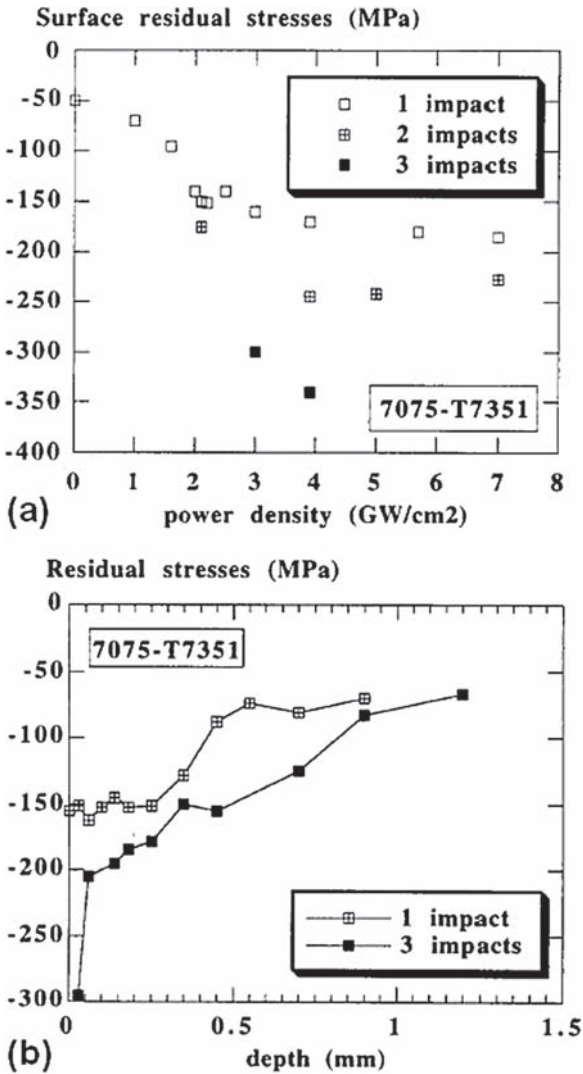 Surface residual stresses (MPa)
0
-50
-100
-150
-200
-250
-300
-350
-400
1 impact
2 impacts
3 impacts
7075-T7351
0 1 2 3 4 5 6 7 8
(a) power density (GW/cm2)
Residual stresses (MPa)
0
-50
-100
-150
-200
-250
-300
7075-T7351
1 impact
3 impacts
0 0.5 1 1.5
(b) depth (mm)